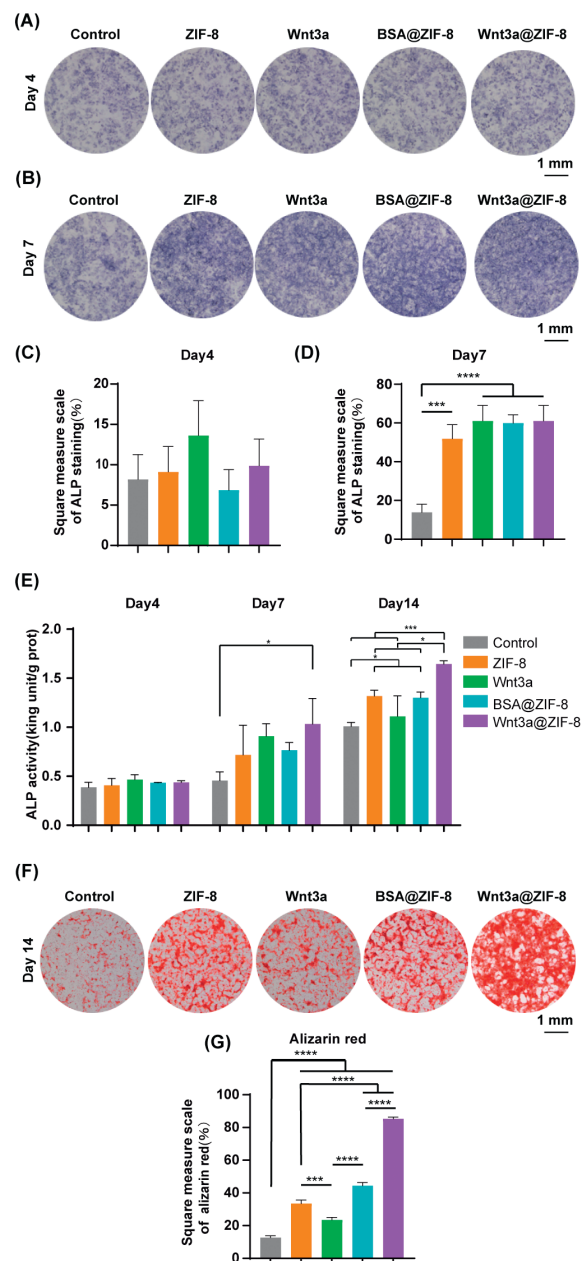 (A)
Control ZIF-8 Wnt3a BSA@ZIF-8 Wnt3a@ZIF-8
Day 4
1 mm
(B)
Control ZIF-8 Wnt3a BSA@ZIF-8 Wnt3a@ZIF-8
Day 7
1 mm
(C)
Day4
Square measure scale
of ALP staining(%)
20
15
10
5
0
(D)
Day7
Square measure scale
of ALP staining(%)
80
60
40
20
0
***
****
(E)
Day4 Day7 Day14
ALP activity(king unit/g prot)
2.0
1.5
1.0
0.5
0.0
*
***
*
*
Control
ZIF-8
Wnt3a
BSA@ZIF-8
Wnt3a@ZIF-8
(F)
Control ZIF-8 Wnt3a BSA@ZIF-8 Wnt3a@ZIF-8
Day 14
1 mm
(G)
Alizarin red
Square measure scale
of alizarin red(%)
100
80
60
40
20
0
****
****
****
****
***